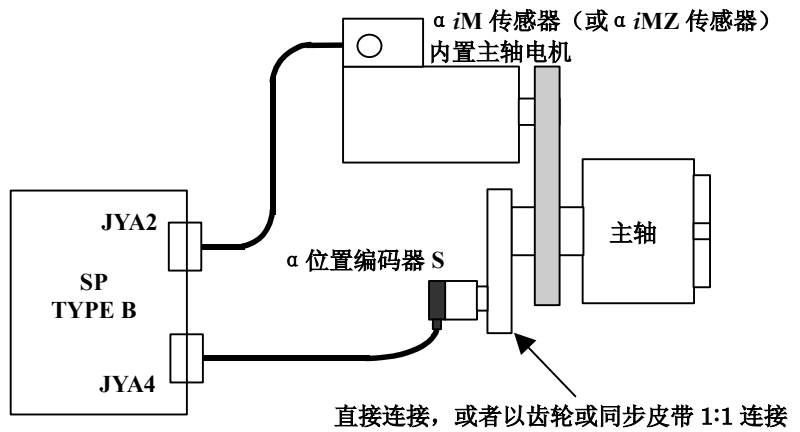 α iM 传感器（或 α iMZ 传感器）
内置主轴电机
JYA2
SP
TYPE B
α 位置编码器 S
主轴
JYA4
直接连接，或者以齿轮或同步皮带 1:1 连接